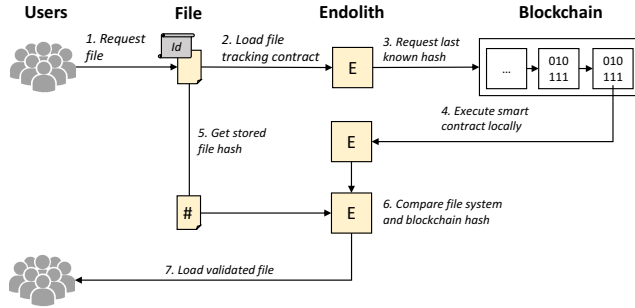 Users
File
Endolith
Blockchain
1. Request
file
Id
2. Load file
tracking contract
E
3. Request last
known hash
...
010
111
010
111
4. Execute smart
contract locally
E
5. Get stored
file hash
#
E
6. Compare file system
and blockchain hash
7. Load validated file